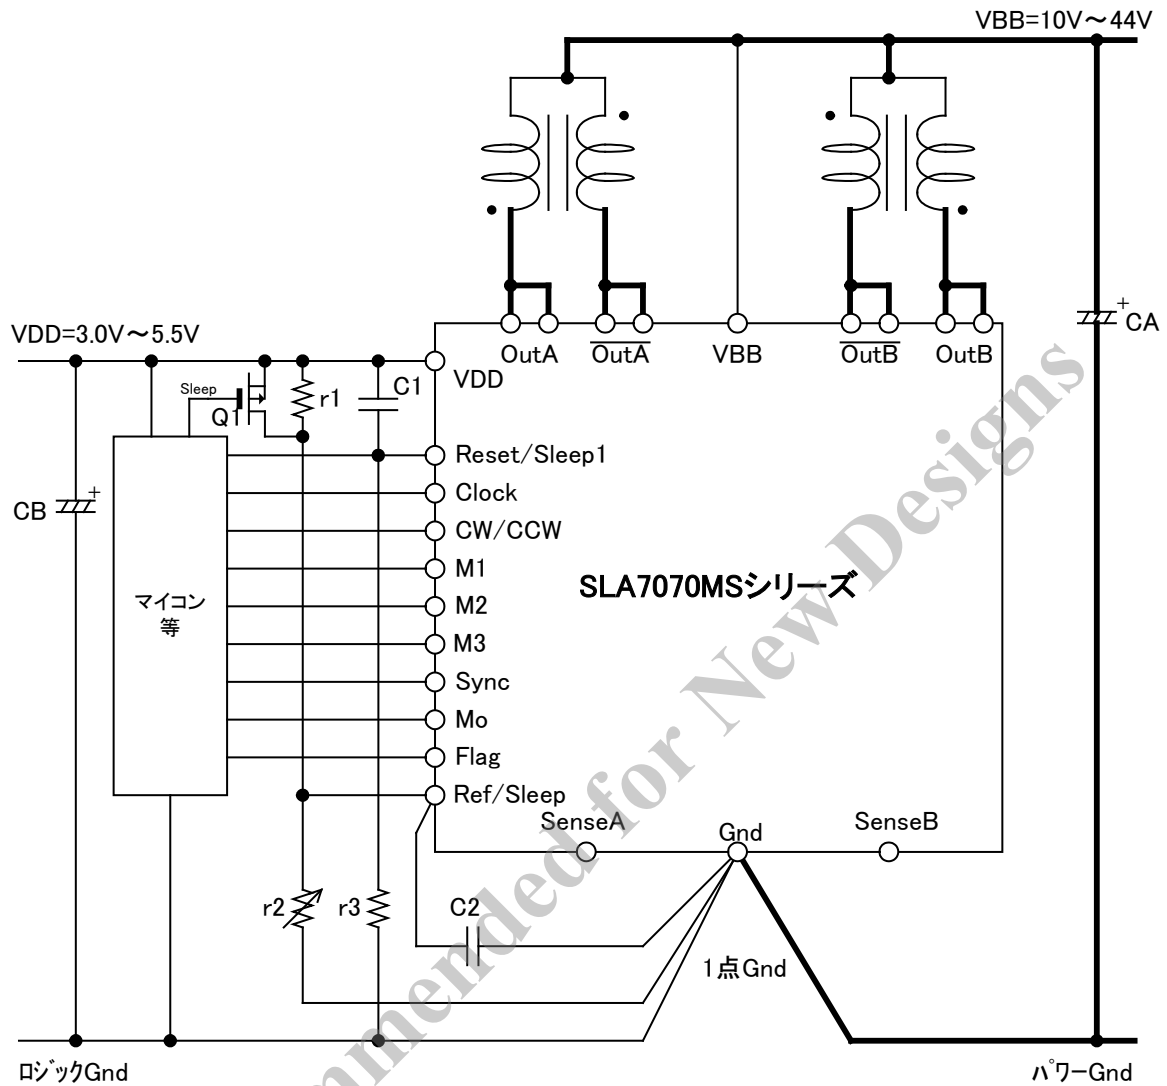 VBB=10V～44V
VDD=3.0V～5.5V
CA
+
OutA
OutA
VBB
OutB
OutB
VDD
Sleep
Q1
r1
C1
Reset/Sleep1
Clock
CW/CCW
M1
M2
M3
Sync
Mo
Flag
Ref/Sleep
CB
+
マイコン
等
SLA7070MSシリーズ
SenseA
Gnd
SenseB
r2
r3
C2
1点Gnd
ロジックGnd
パワーGnd
mmended for New Designs